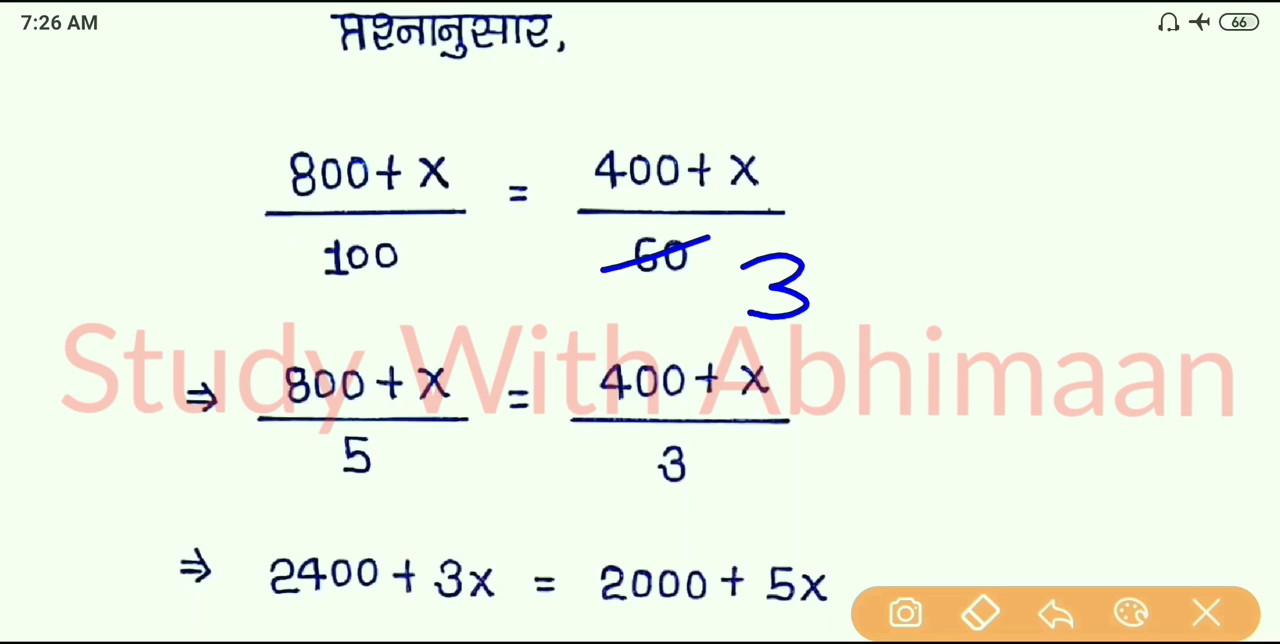 7:26 AM 66
प्रश्नानुसार,
800 + x / 100 = 400 + x / 60 3
Study With Abhimaan
⇒ 800 + x / 5 = 400 + x / 3
⇒ 2400 + 3x = 2000 + 5x